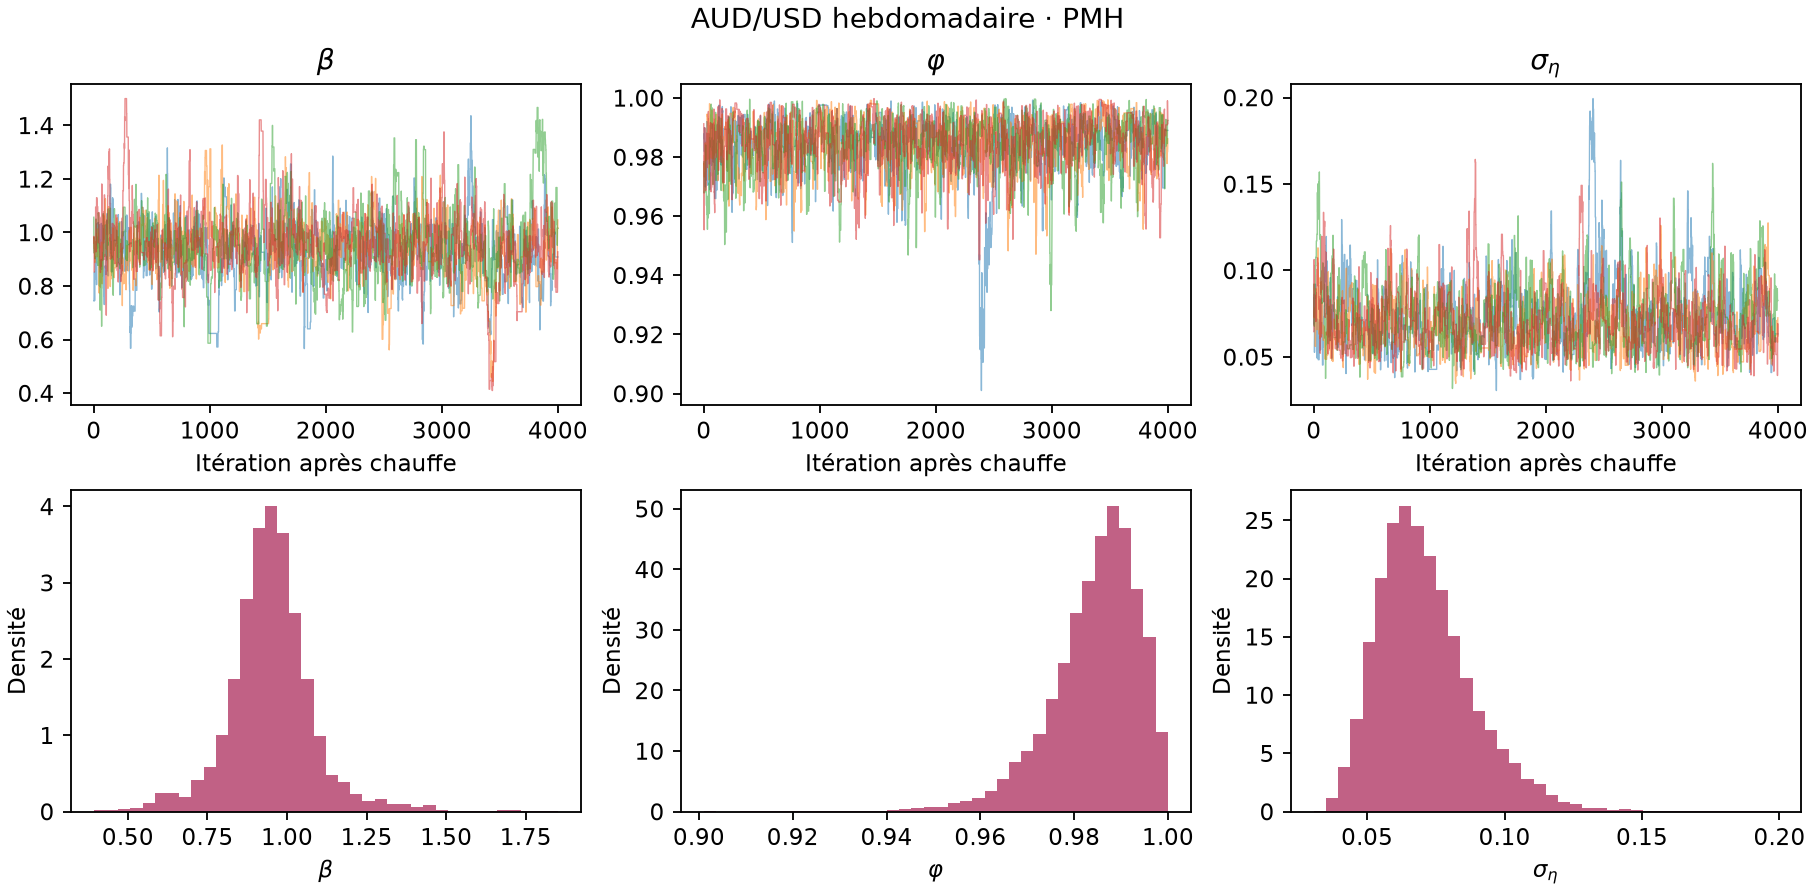 AUD/USD hebdomadaire · PMH
β
φ
σ_η
1.4
1.2
1.0
0.8
0.6
0.4
0 1000 2000 3000 4000
Itération après chauffe
1.00
0.98
0.96
0.94
0.92
0.90
0 1000 2000 3000 4000
Itération après chauffe
0.20
0.15
0.10
0.05
0 1000 2000 3000 4000
Itération après chauffe
Densité
4
3
2
1
0
0.50 0.75 1.00 1.25 1.50 1.75
β
Densité
50
40
30
20
10
0
0.90 0.92 0.94 0.96 0.98 1.00
φ
Densité
25
20
15
10
5
0
0.05 0.10 0.15 0.20
σ_η